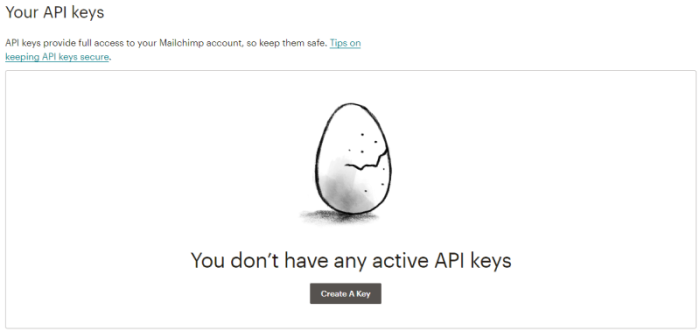 Your API keys
API keys provide full access to your Mailchimp account, so keep them safe. Tips on
keeping API keys secure.
You don't have any active API keys
Create A Key